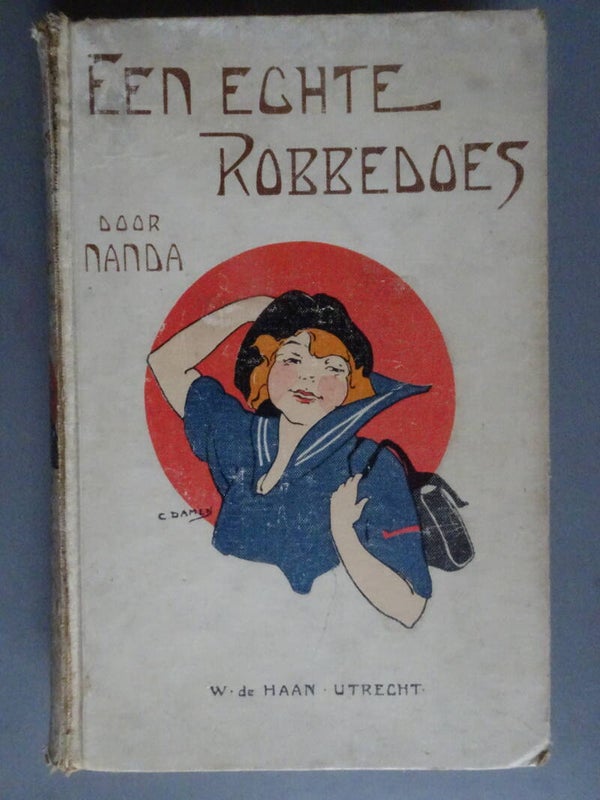 EEN ECHTE
ROBBEDOES
DOOR
NANDA
C DAMEN
W. de HAAN. UTRECHT.